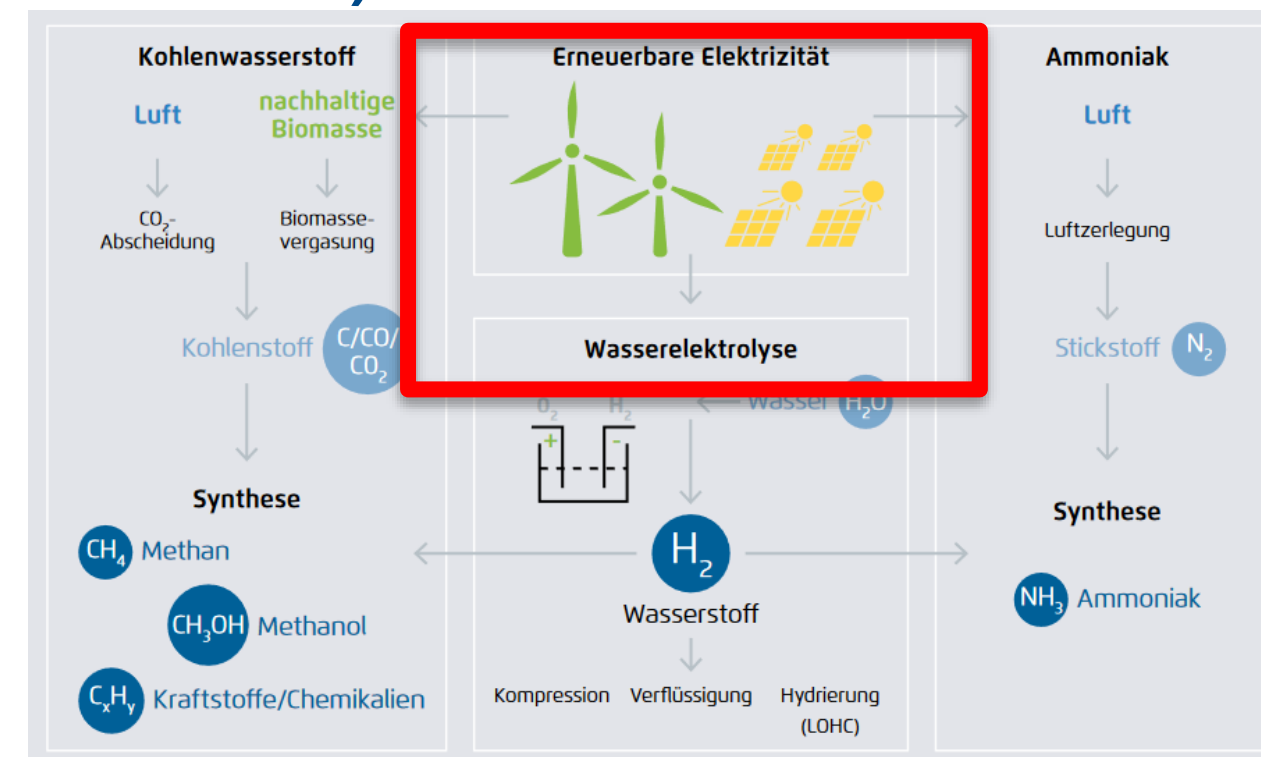 Kohlenwasserstoff
Luft
nachhaltige
Biomasse
CO₂-
Abscheidung
Biomasse-
vergasung
Kohlenstoff
C/CO/
CO₂
Synthese
CH₄ Methan
CH₃OH Methanol
CₓHᵧ Kraftstoffe/Chemikalien
Erneuerbare Elektrizität
Wasserelektrolyse
O₂ H₂ Wasser H₂O
+ -
H₂
Wasserstoff
Kompression Verflüssigung Hydrierung
(LOHC)
Ammoniak
Luft
Luftzerlegung
Stickstoff N₂
Synthese
NH₃ Ammoniak